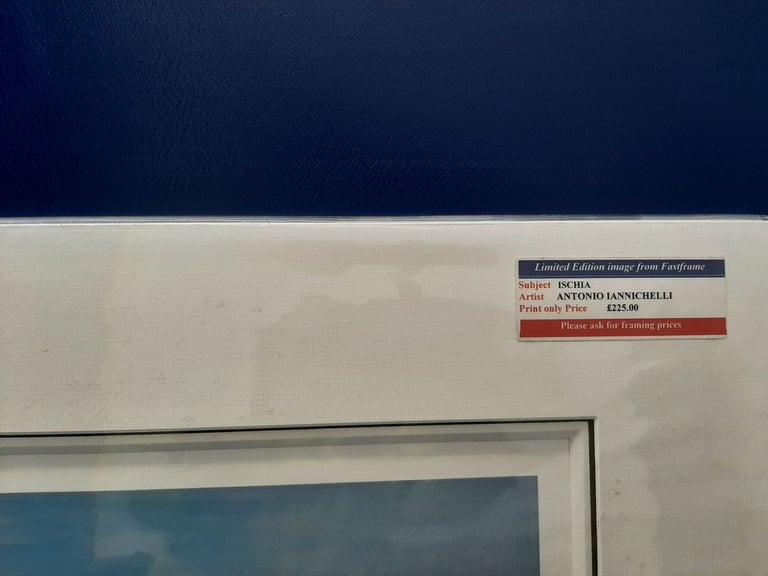 Limited Edition image from Fastframe
Subject ISCHIA
Artist ANTONIO IANNICHELLI
Print only Price £225.00
Please ask for framing prices